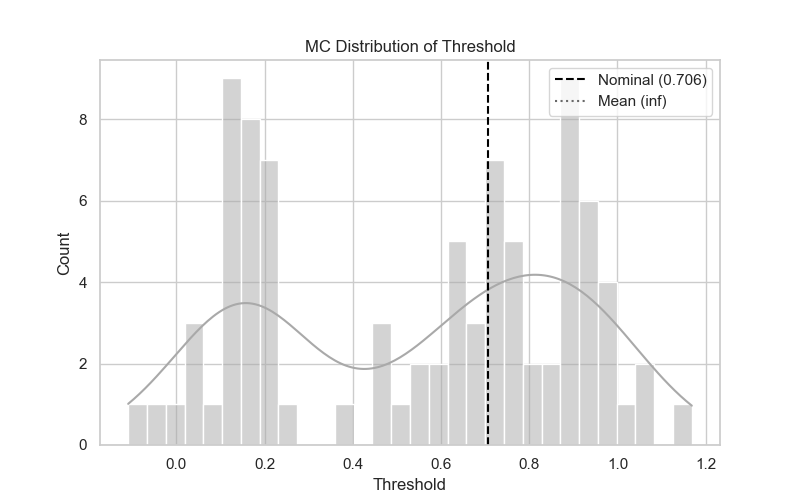 MC Distribution of Threshold
Nominal (0.706)
Mean (inf)
Count
8
6
4
2
0
0.0 0.2 0.4 0.6 0.8 1.0 1.2
Threshold